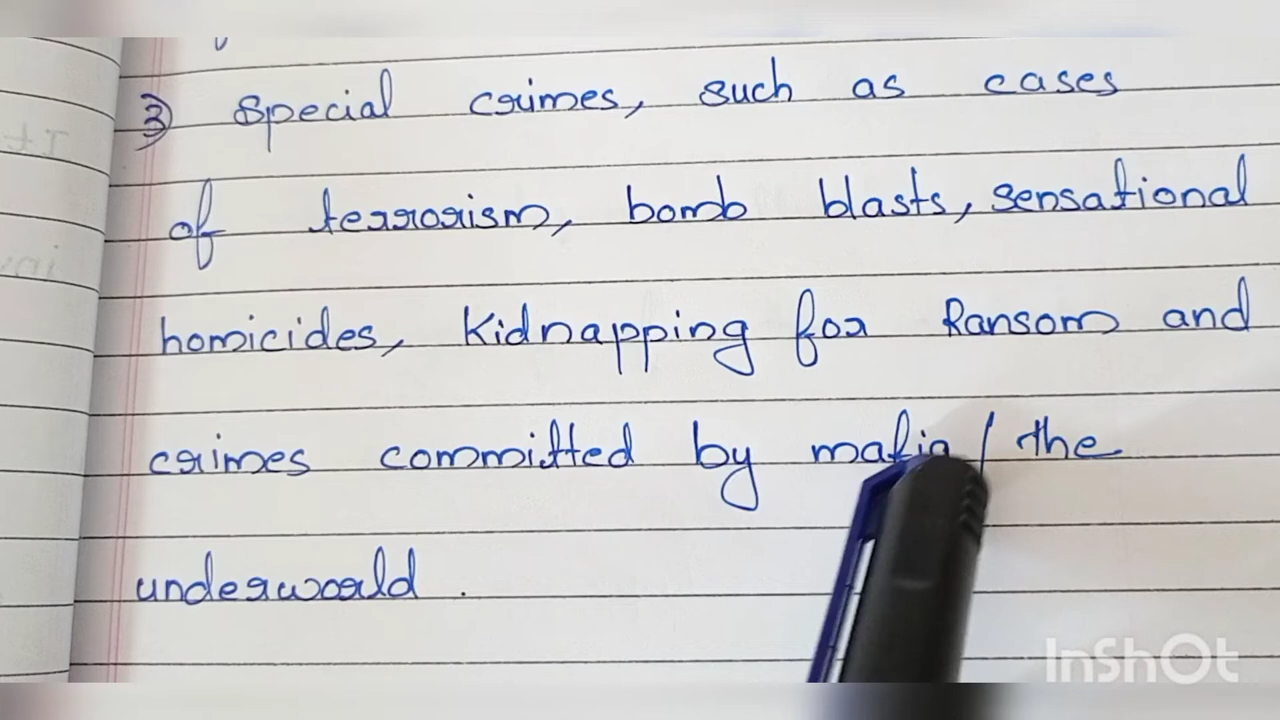 3) Special crimes, such as cases
of terrorism, bomb blasts, sensational
homicides, Kidnapping for Ransom and
crimes committed by mafia / the
underworld .
InShOt